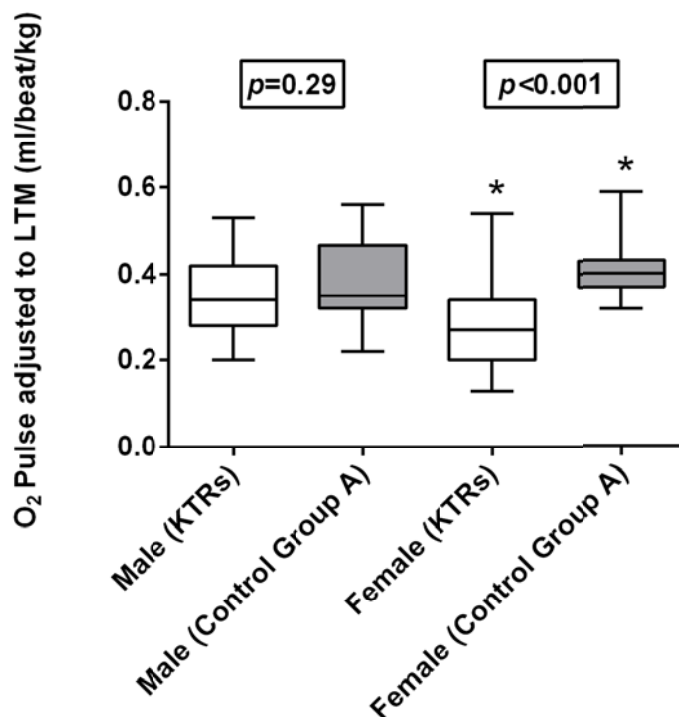 p=0.29
p<0.001
O₂ Pulse adjusted to LTM (ml/beat/kg)
0.8
0.6
0.4
0.2
0.0
*
*
Male (KTRs)
Male (Control Group A)
Female (KTRs)
Female (Control Group A)